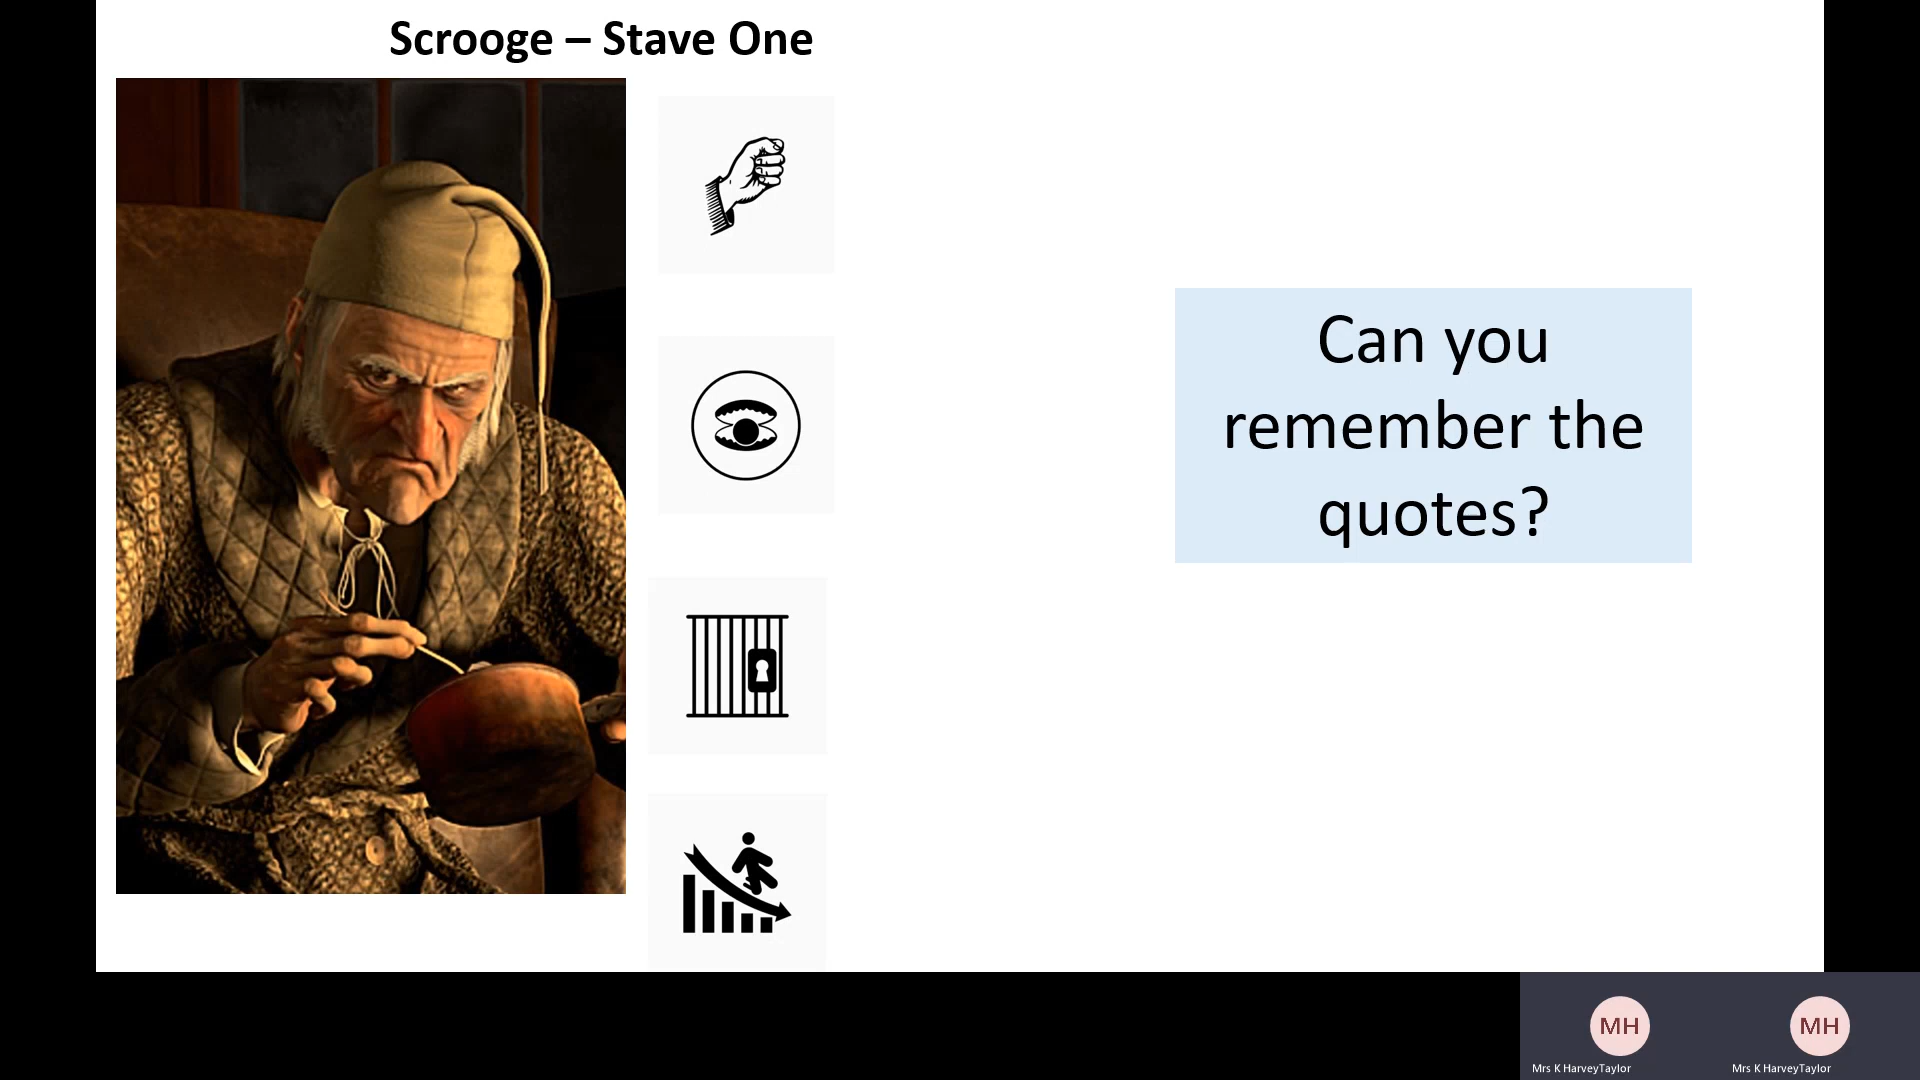 Scrooge – Stave One
Can you
remember the
quotes?
MH
MH
Mrs K HarveyTaylor
Mrs K HarveyTaylor